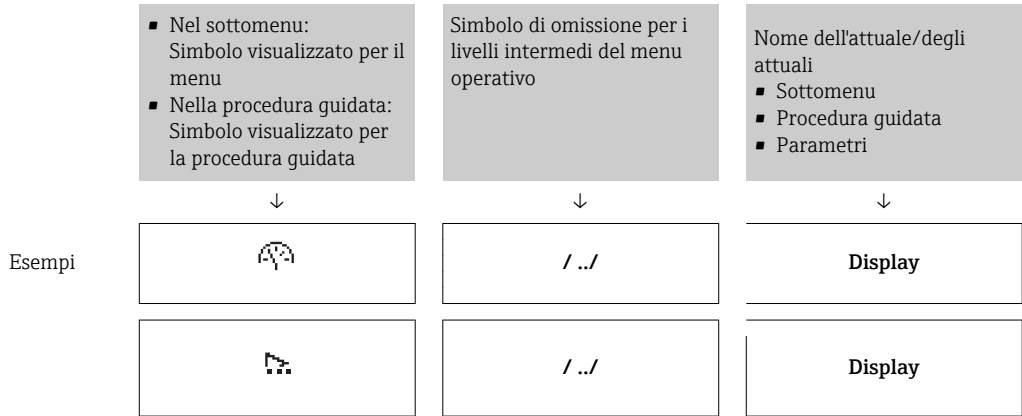 ▪ Nel sottomenu:
Simbolo visualizzato per il
menu
▪ Nella procedura guidata:
Simbolo visualizzato per
la procedura guidata
Simbolo di omissione per i
livelli intermedi del menu
operativo
Nome dell'attuale/degli
attuali
▪ Sottomenu
▪ Procedura guidata
▪ Parametri
↓ ↓ ↓
Esempi
/ ../
Display
/ ../
Display